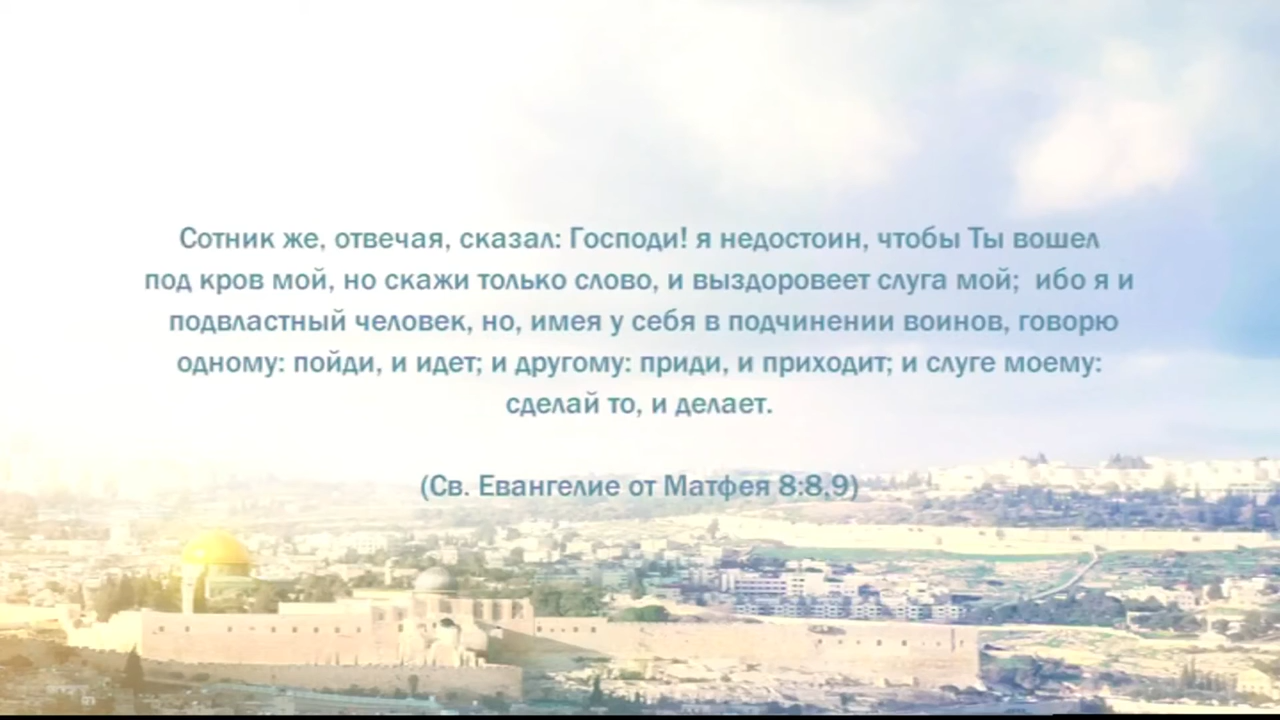 Сотник же, отвечая, сказал: Господи! я недостоин, чтобы Ты вошел
под кров мой, но скажи только слово, и выздоровеет слуга мой;  ибо я и
подвластный человек, но, имея у себя в подчинении воинов, говорю
одному: пойди, и идет; и другому: приди, и приходит; и слуге моему:
сделай то, и делает.
(Св. Евангелие от Матфея 8:8,9)